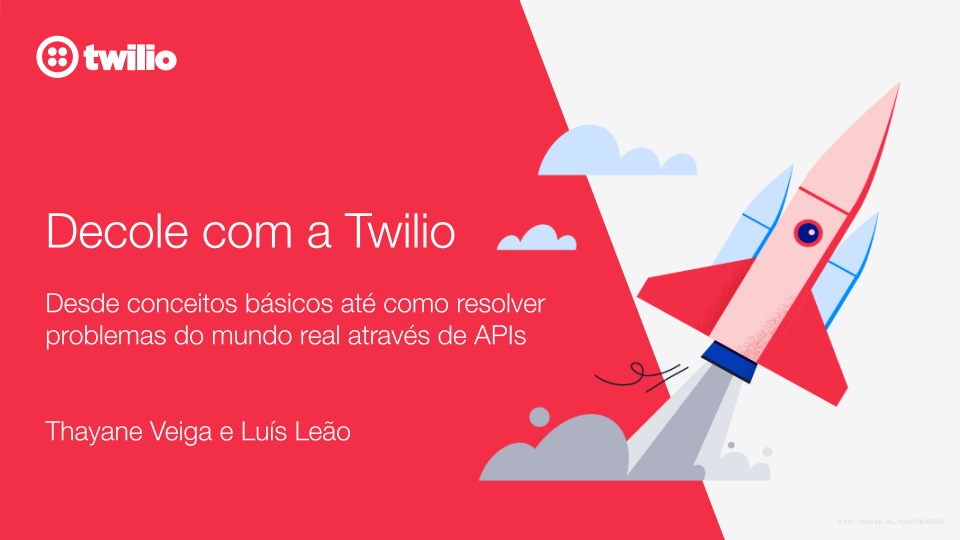 twilio
Decole com a Twilio
Desde conceitos básicos até como resolver
problemas do mundo real através de APIs
Thayane Veiga e Luís Leão